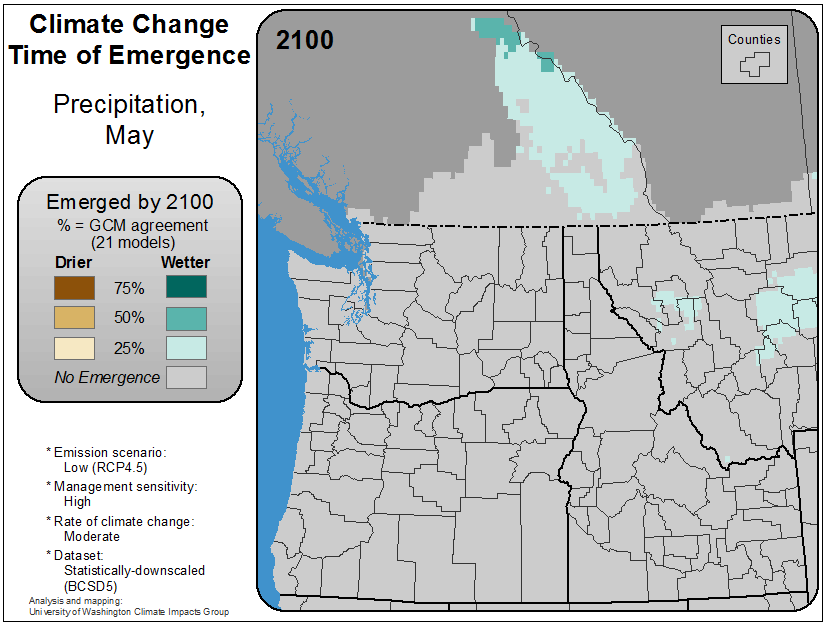 Climate Change
Time of Emergence
Precipitation,
May
Emerged by 2100
% = GCM agreement
(21 models)
Drier Wetter
75%
50%
25%
No Emergence
* Emission scenario:
Low (RCP4.5)
* Management sensitivity:
High
* Rate of climate change:
Moderate
* Dataset:
Statistically-downscaled
(BCSD5)
Analysis and mapping:
University of Washington Climate Impacts Group
2100
Counties